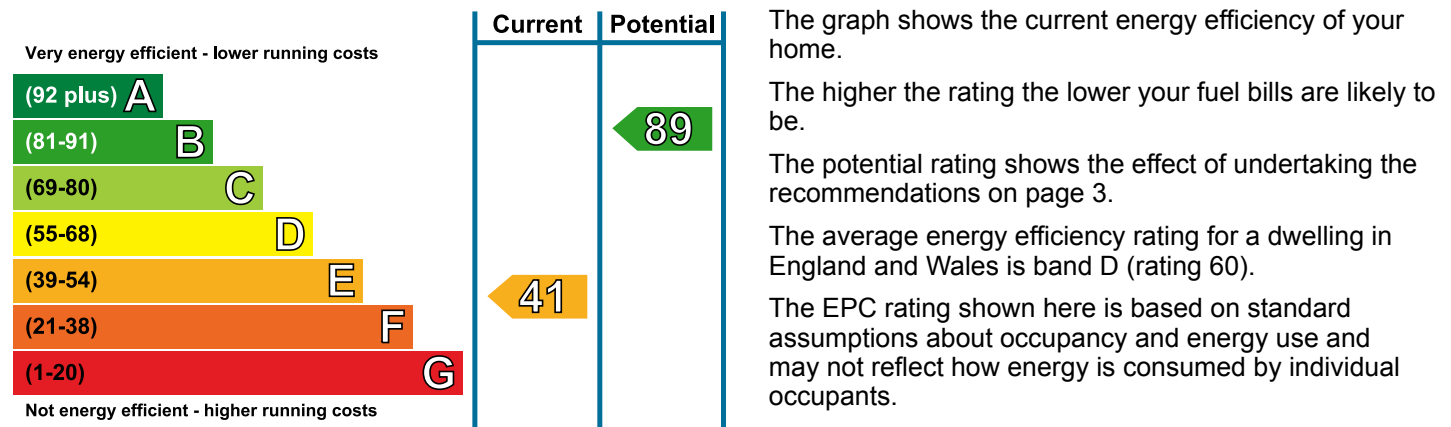 Current Potential
Very energy efficient - lower running costs
(92 plus) A
(81-91) B
(69-80) C
(55-68) D
(39-54) E
(21-38) F
(1-20) G
Not energy efficient - higher running costs
89
41
The graph shows the current energy efficiency of your
home.
The higher the rating the lower your fuel bills are likely to
be.
The potential rating shows the effect of undertaking the
recommendations on page 3.
The average energy efficiency rating for a dwelling in
England and Wales is band D (rating 60).
The EPC rating shown here is based on standard
assumptions about occupancy and energy use and
may not reflect how energy is consumed by individual
occupants.